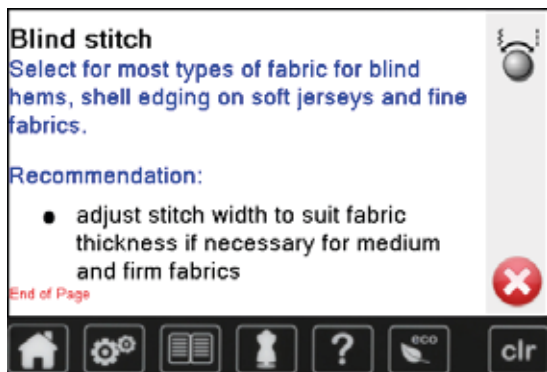 Blind stitch
Select for most types of fabric for blind
hems, shell edging on soft jerseys and fine
fabrics.
Recommendation:
● adjust stitch width to suit fabric
thickness if necessary for medium
and firm fabrics
End of Page
?
eco
clr